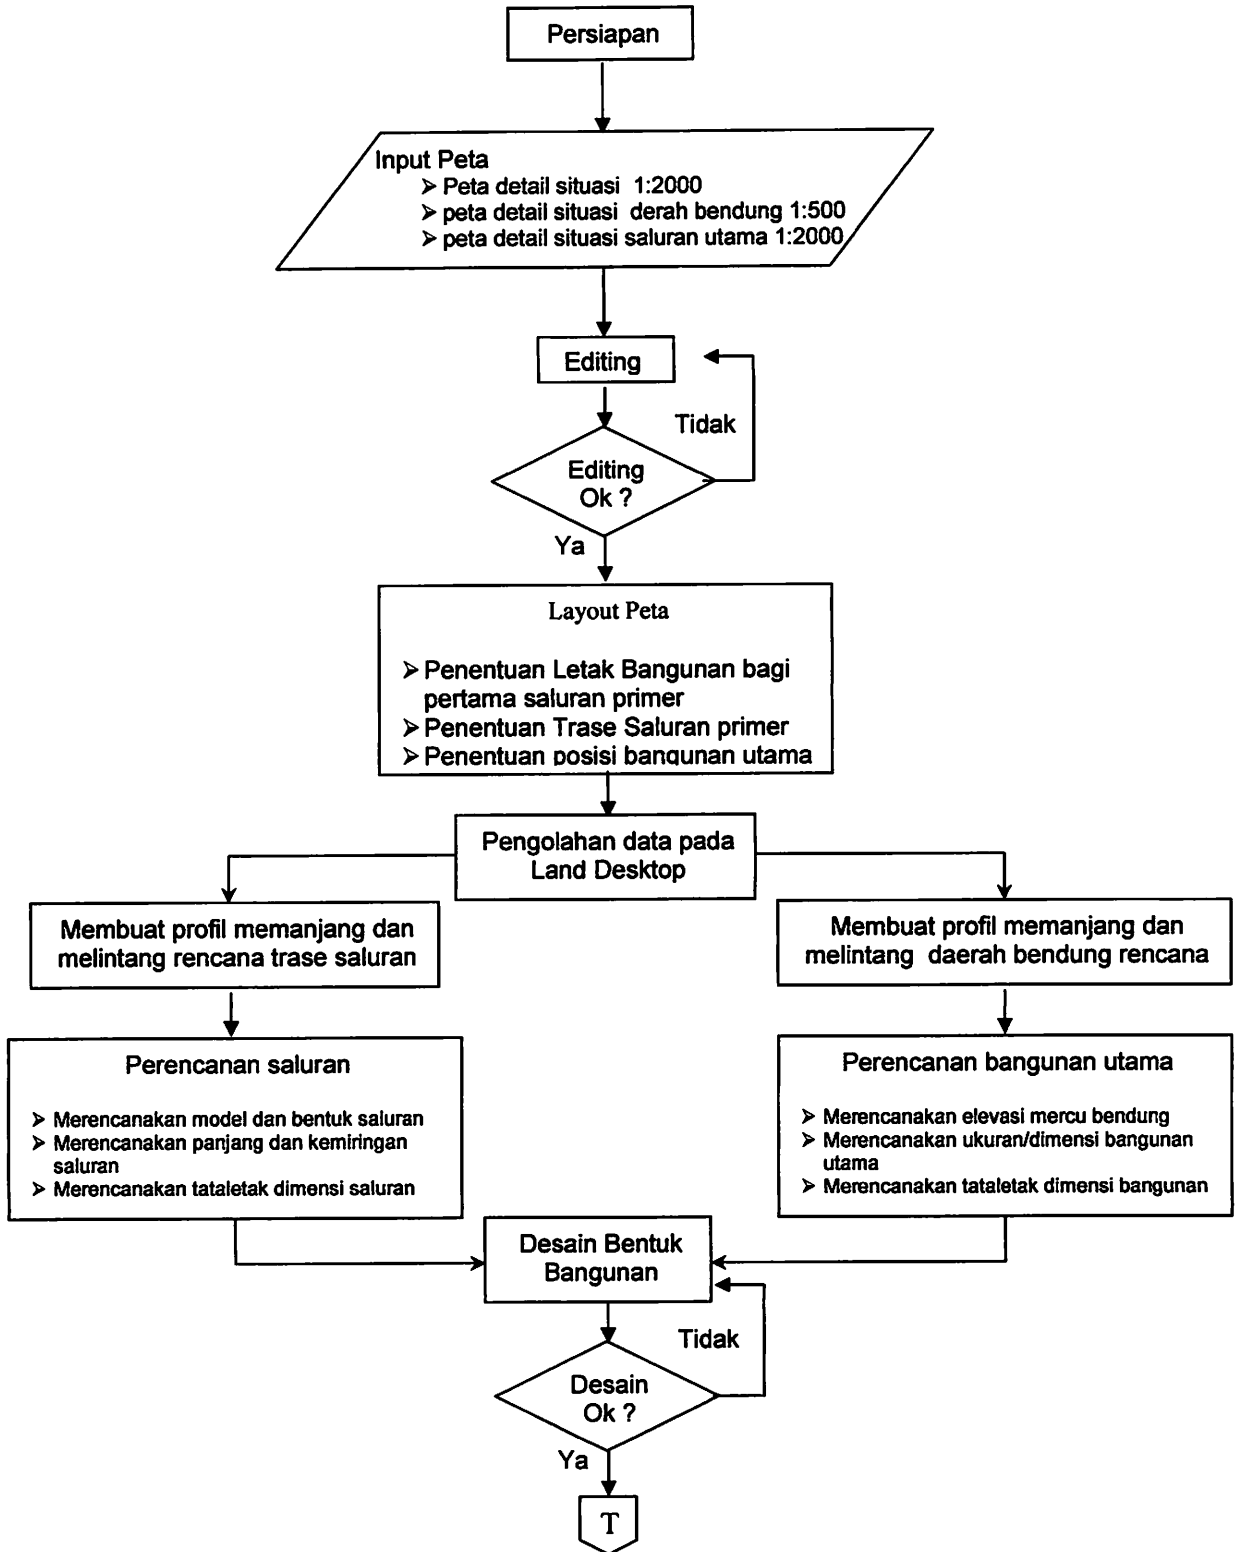 Persiapan
Input Peta
➢ Peta detail situasi 1:2000
➢ peta detail situasi derah bendung 1:500
➢ peta detail situasi saluran utama 1:2000
Editing
Tidak
Editing
Ok ?
Ya
Layout Peta
➢ Penentuan Letak Bangunan bagi
pertama saluran primer
➢ Penentuan Trase Saluran primer
➢ Penentuan posisi bangunan utama
Pengolahan data pada
Land Desktop
Membuat profil memanjang dan
melintang rencana trase saluran
Membuat profil memanjang dan
melintang daerah bendung rencana
Perencanan saluran
➢ Merencanakan model dan bentuk saluran
➢ Merencanakan panjang dan kemiringan
saluran
➢ Merencanakan tataletak dimensi saluran
Perencanan bangunan utama
➢ Merencanakan elevasi mercu bendung
➢ Merencanakan ukuran/dimensi bangunan
utama
➢ Merencanakan tataletak dimensi bangunan
Desain Bentuk
Bangunan
Tidak
Desain
Ok ?
Ya
T